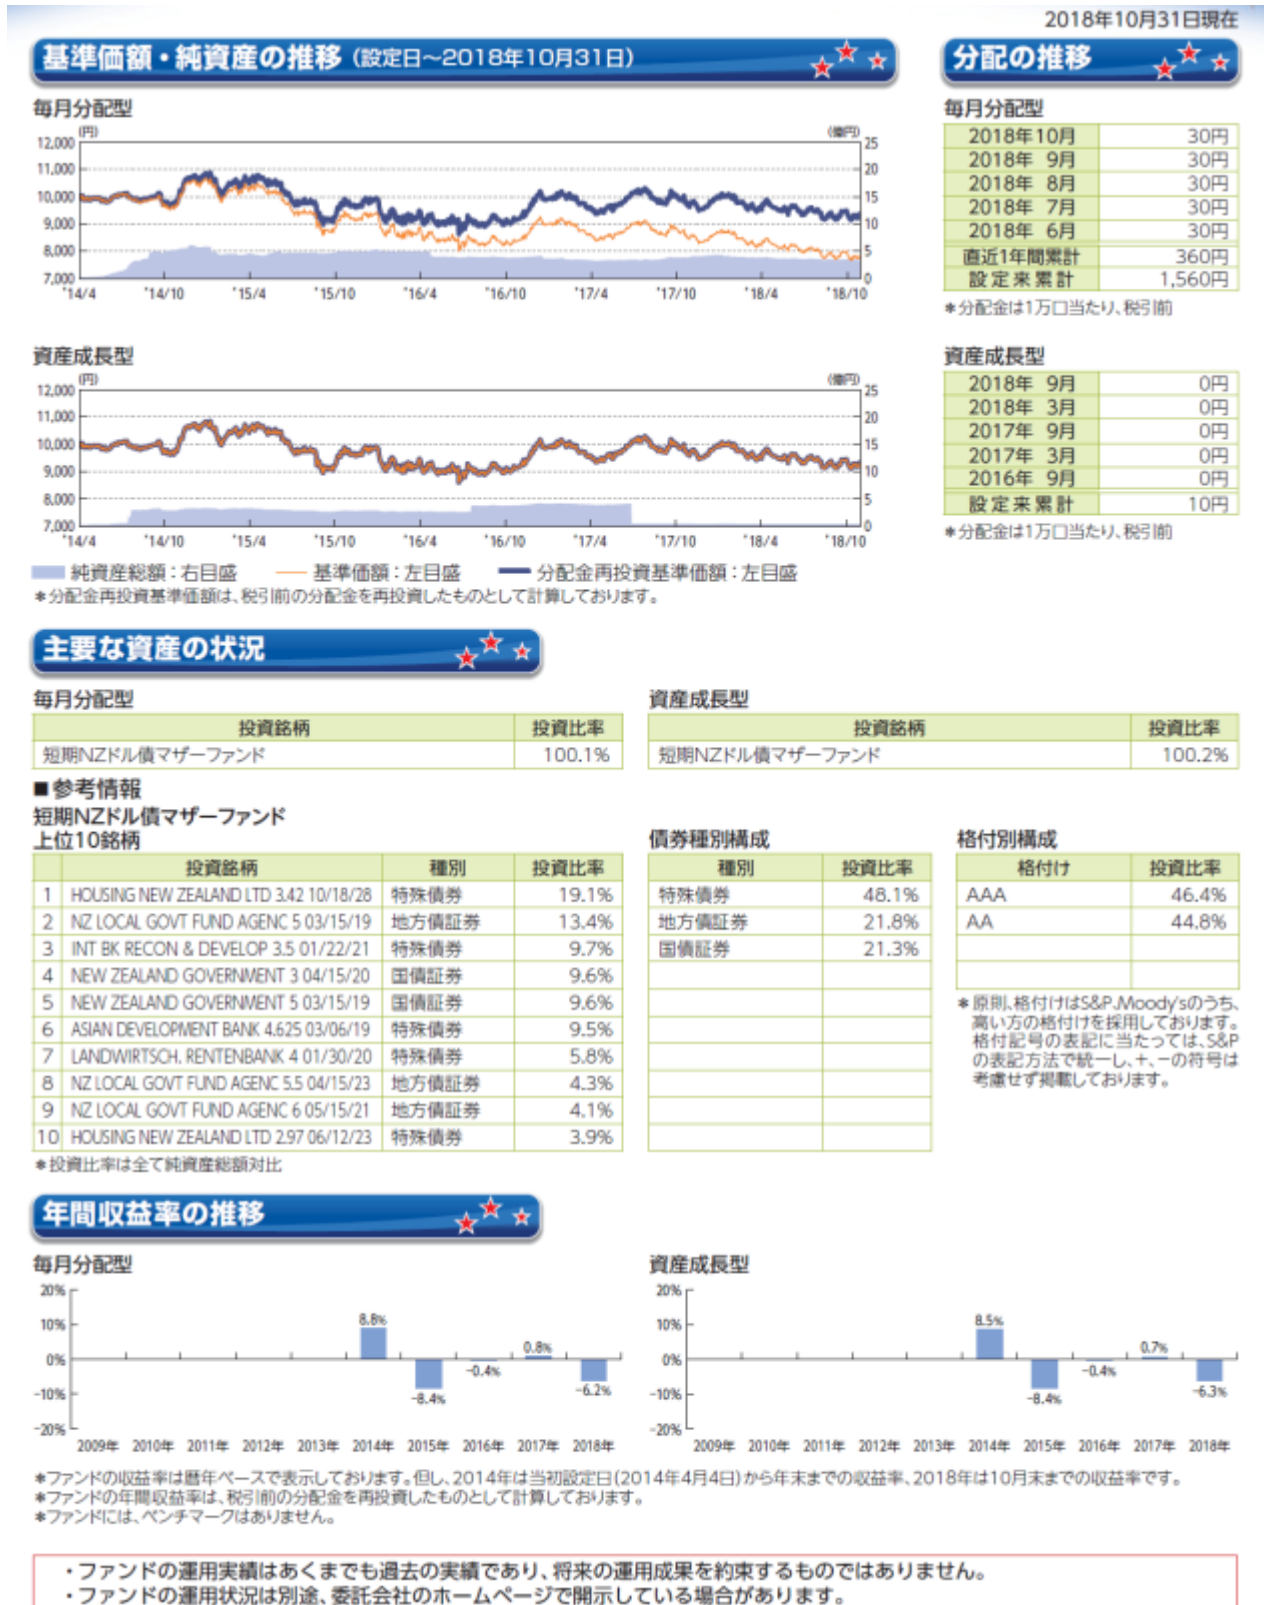 2018年10月31日現在
基準価額・純資産の推移（設定日～2018年10月31日）
分配の推移
毎月分配型
(円)
(億円)
12,000
11,000
10,000
9,000
8,000
7,000
25
20
15
10
5
0
'14/4 '14/10 '15/4 '15/10 '16/4 '16/10 '17/4 '17/10 '18/4 '18/10
毎月分配型
2018年10月 30円
2018年 9月 30円
2018年 8月 30円
2018年 7月 30円
2018年 6月 30円
直近1年間累計 360円
設定来累計 1,560円
＊分配金は1万口当たり、税引前
資産成長型
(円)
(億円)
12,000
11,000
10,000
9,000
8,000
7,000
25
20
15
10
5
0
'14/4 '14/10 '15/4 '15/10 '16/4 '16/10 '17/4 '17/10 '18/4 '18/10
資産成長型
2018年 9月 0円
2018年 3月 0円
2017年 9月 0円
2017年 3月 0円
2016年 9月 0円
設定来累計 10円
＊分配金は1万口当たり、税引前
純資産総額：右目盛 基準価額：左目盛 分配金再投資基準価額：左目盛
＊分配金再投資基準価額は、税引前の分配金を再投資したものとして計算しております。
主要な資産の状況
毎月分配型
投資銘柄 投資比率
短期NZドル債マザーファンド 100.1%
資産成長型
投資銘柄 投資比率
短期NZドル債マザーファンド 100.2%
■参考情報
短期NZドル債マザーファンド
上位10銘柄
投資銘柄 種別 投資比率
1 HOUSING NEW ZEALAND LTD 3.42 10/18/28 特殊債券 19.1%
2 NZ LOCAL GOVT FUND AGENC 5 03/15/19 地方債証券 13.4%
3 INT BK RECON & DEVELOP 3.5 01/22/21 特殊債券 9.7%
4 NEW ZEALAND GOVERNMENT 3 04/15/20 国債証券 9.6%
5 NEW ZEALAND GOVERNMENT 5 03/15/19 国債証券 9.6%
6 ASIAN DEVELOPMENT BANK 4.625 03/06/19 特殊債券 9.5%
7 LANDWIRTSCH. RENTENBANK 4 01/30/20 特殊債券 5.8%
8 NZ LOCAL GOVT FUND AGENC 5.5 04/15/23 地方債証券 4.3%
9 NZ LOCAL GOVT FUND AGENC 6 05/15/21 地方債証券 4.1%
10 HOUSING NEW ZEALAND LTD 2.97 06/12/23 特殊債券 3.9%
＊投資比率は全て純資産総額対比
債券種別構成
種別 投資比率
特殊債券 48.1%
地方債証券 21.8%
国債証券 21.3%
格付別構成
格付け 投資比率
AAA 46.4%
AA 44.8%
＊原則、格付けはS&P、Moody'sのうち、
高い方の格付けを採用しております。
格付記号の表記に当たっては、S&P
の表記方法で統一し、＋、－の符号は
考慮せず掲載しております。
年間収益率の推移
毎月分配型
20%
10%
0%
-10%
-20%
8.8%
-8.4%
-0.4%
0.8%
-6.2%
2009年 2010年 2011年 2012年 2013年 2014年 2015年 2016年 2017年 2018年
資産成長型
20%
10%
0%
-10%
-20%
8.5%
-8.4%
-0.4%
0.7%
-6.3%
2009年 2010年 2011年 2012年 2013年 2014年 2015年 2016年 2017年 2018年
＊ファンドの収益率は暦年ベースで表示しております。但し、2014年は当初設定日(2014年4月4日)から年末までの収益率、2018年は10月末までの収益率です。
＊ファンドの年間収益率は、税引前の分配金を再投資したものとして計算しております。
＊ファンドには、ベンチマークはありません。
・ファンドの運用実績はあくまでも過去の実績であり、将来の運用成果を約束するものではありません。
・ファンドの運用状況は別途、委託会社のホームページで開示している場合があります。